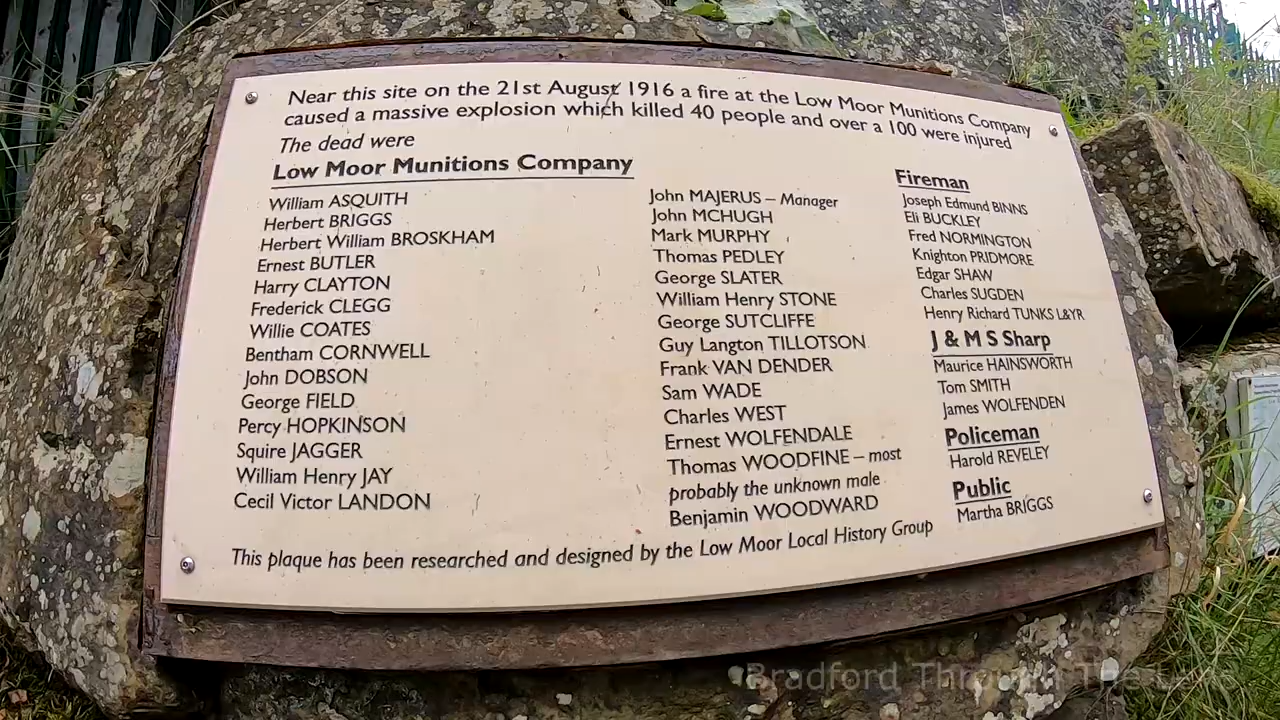 Near this site on the 21st August 1916 a fire at the Low Moor Munitions Company
caused a massive explosion which killed 40 people and over a 100 were injured
The dead were
Low Moor Munitions Company
William ASQUITH
Herbert BRIGGS
Herbert William BROSKHAM
Ernest BUTLER
Harry CLAYTON
Frederick CLEGG
Willie COATES
Bentham CORNWELL
John DOBSON
George FIELD
Percy HOPKINSON
Squire JAGGER
William Henry JAY
Cecil Victor LANDON
John MAJERUS – Manager
John MCHUGH
Mark MURPHY
Thomas PEDLEY
George SLATER
William Henry STONE
George SUTCLIFFE
Guy Langton TILLOTSON
Frank VAN DENDER
Sam WADE
Charles WEST
Ernest WOLFENDALE
Thomas WOODFINE – most
probably the unknown male
Benjamin WOODWARD
Fireman
Joseph Edmund BINNS
Eli BUCKLEY
Fred NORMINGTON
Knighton PRIDMORE
Edgar SHAW
Charles SUGDEN
Henry Richard TUNKS L&YR
J & M S Sharp
Maurice HAINSWORTH
Tom SMITH
James WOLFENDEN
Policeman
Harold REVELEY
Public
Martha BRIGGS
This plaque has been researched and designed by the Low Moor Local History Group
Bradford Through The Lens